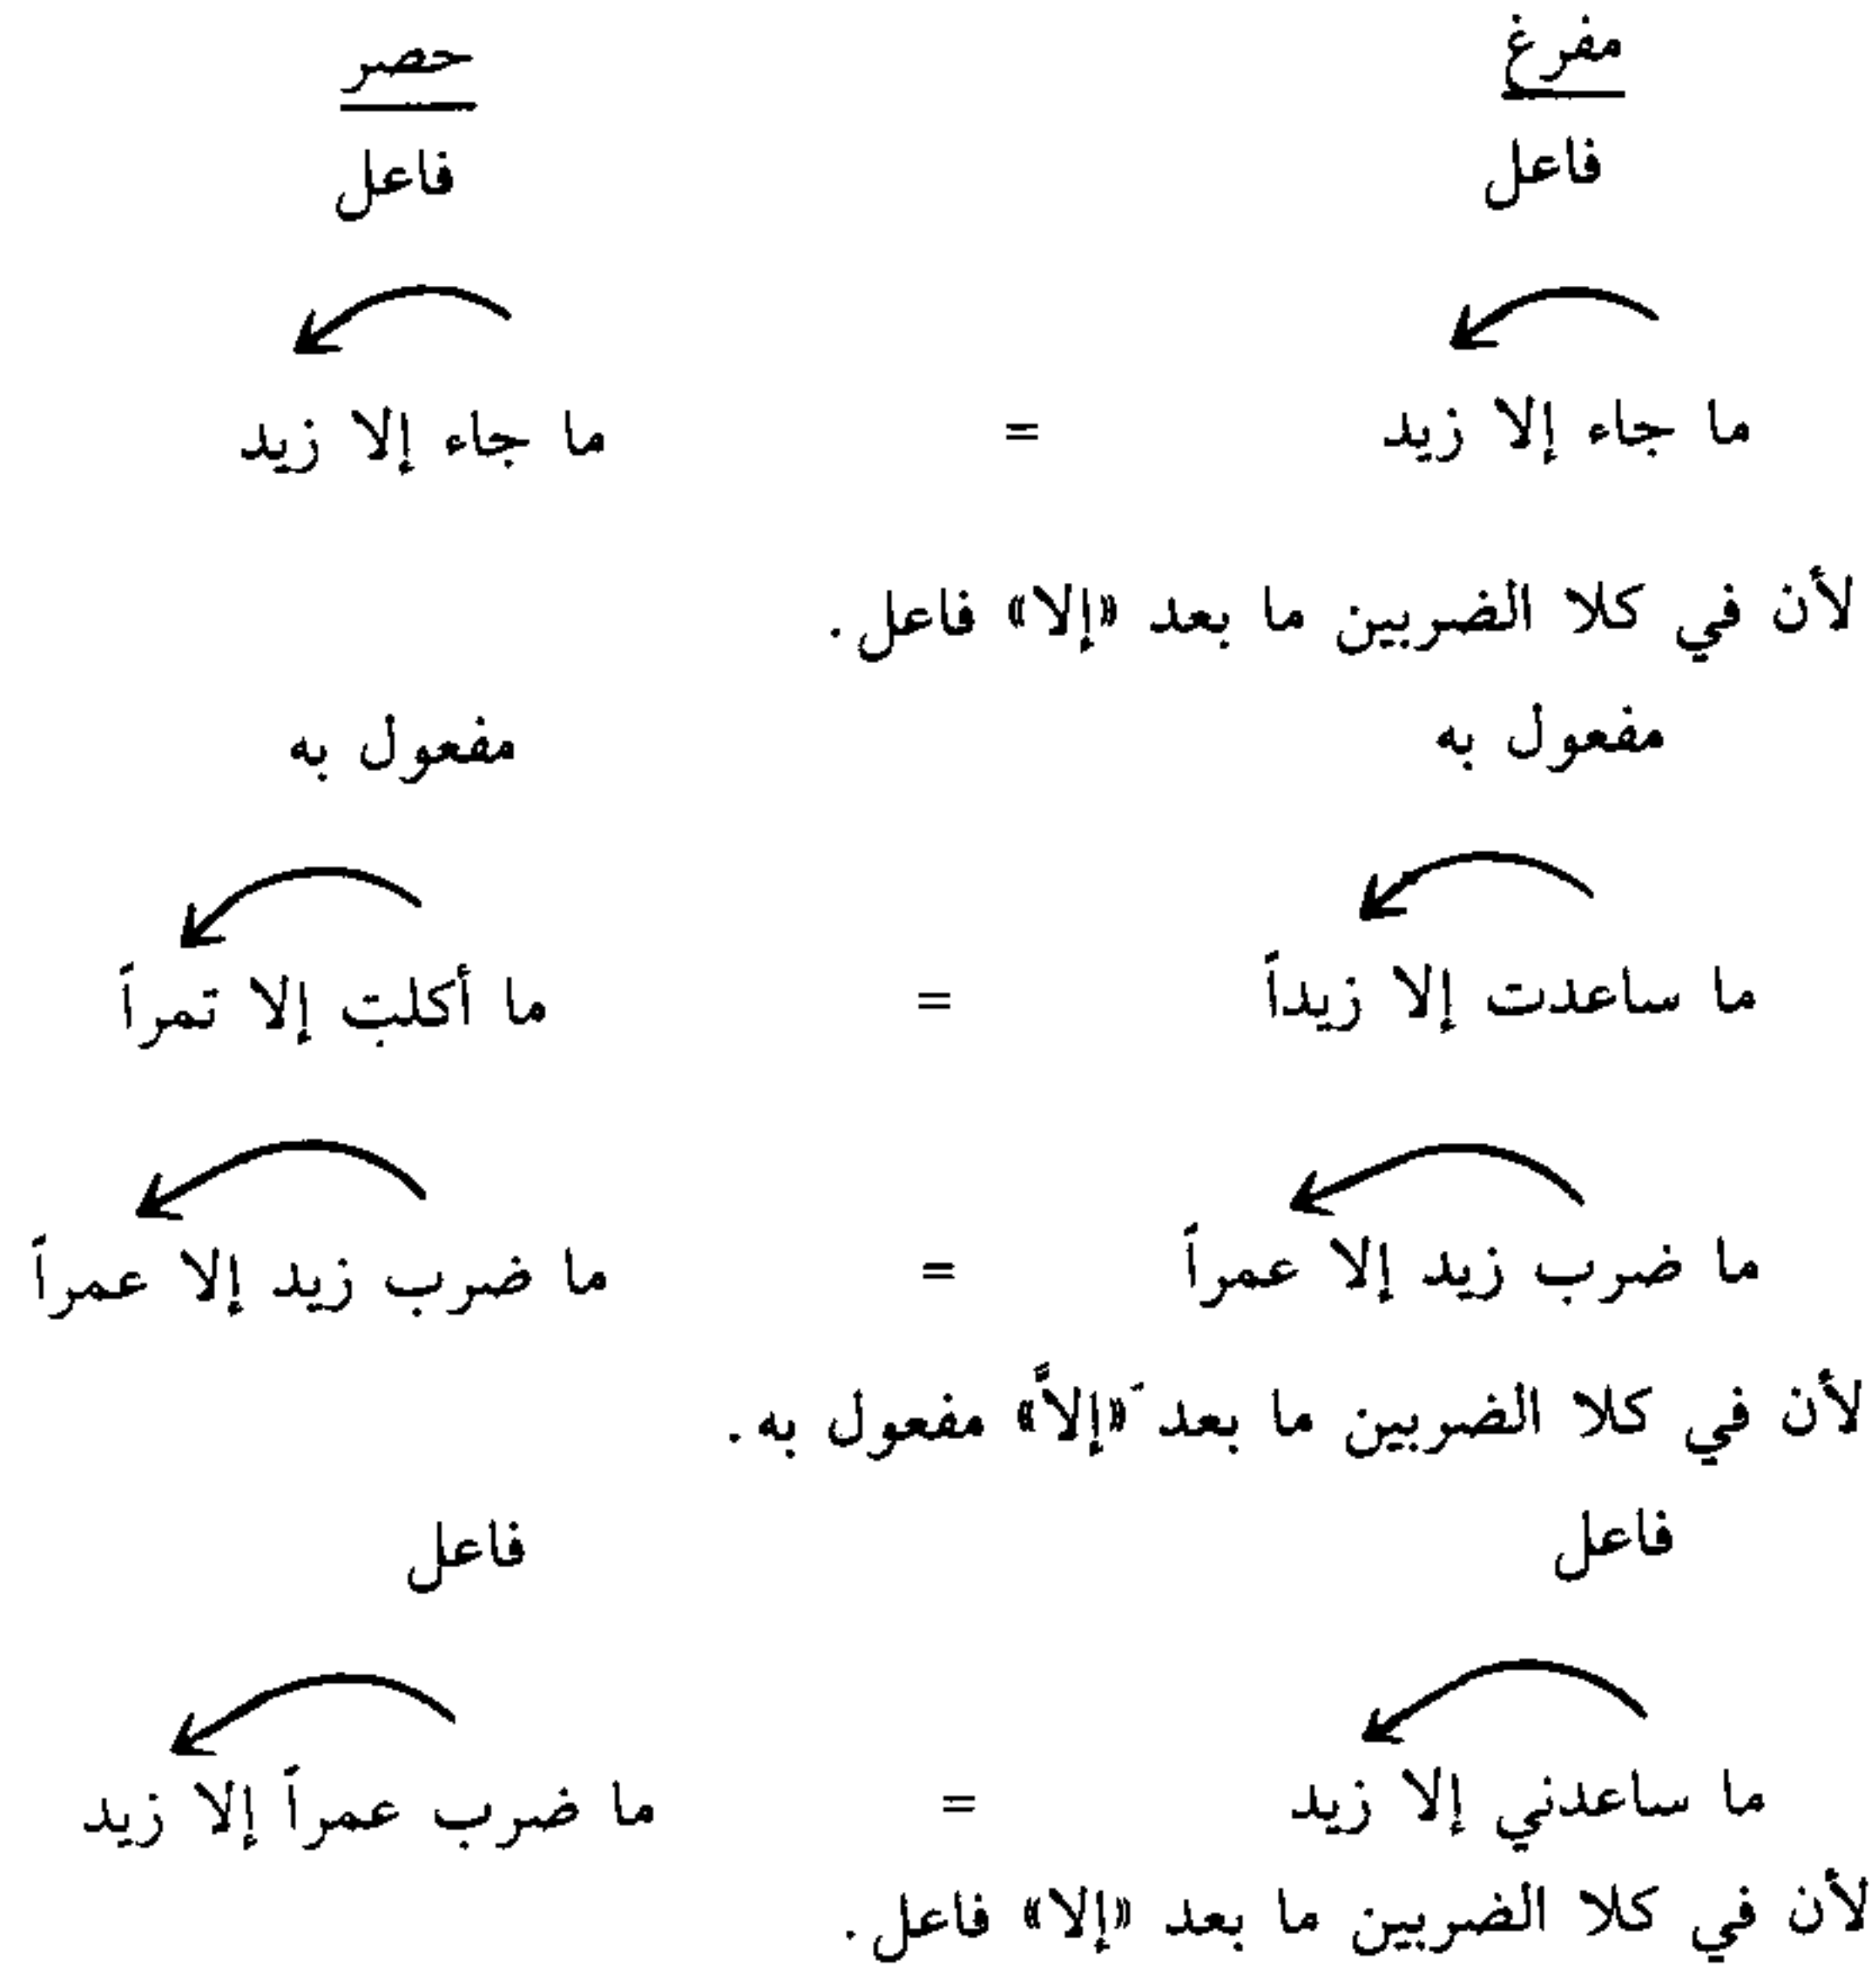 مفرغ حصر
فاعل فاعل
ما جاء إلا زيد = ما جاء إلا زيد
لأن في كلا الضربين ما بعد «إلا» فاعل.
مفعول به مفعول به
ما ساعدت إلا زيداً = ما أكلت إلا تمراً
ما ضرب زيد إلا عمراً = ما ضرب زيد إلا عمراً
لأن في كلا الضربين ما بعد «إلاً» مفعول به.
فاعل فاعل
ما ساعدني إلا زيد = ما ضرب عمراً إلا زيد
لأن في كلا الضربين ما بعد «إلا» فاعل.